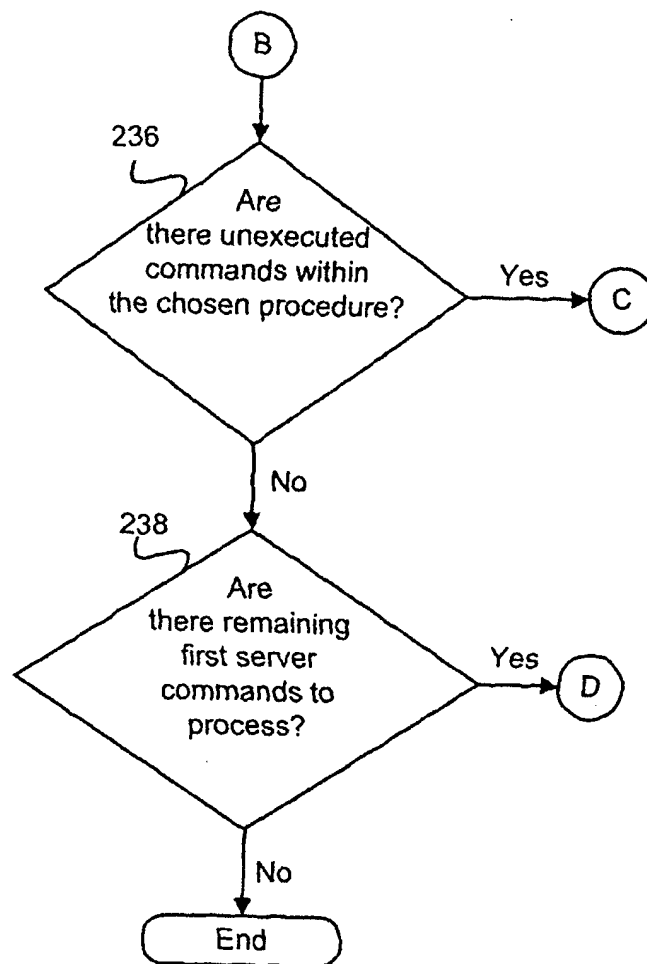 B
236
Are
there unexecuted
commands within
the chosen procedure?
Yes
C
No
238
Are
there remaining
first server
commands to
process?
Yes
D
No
End